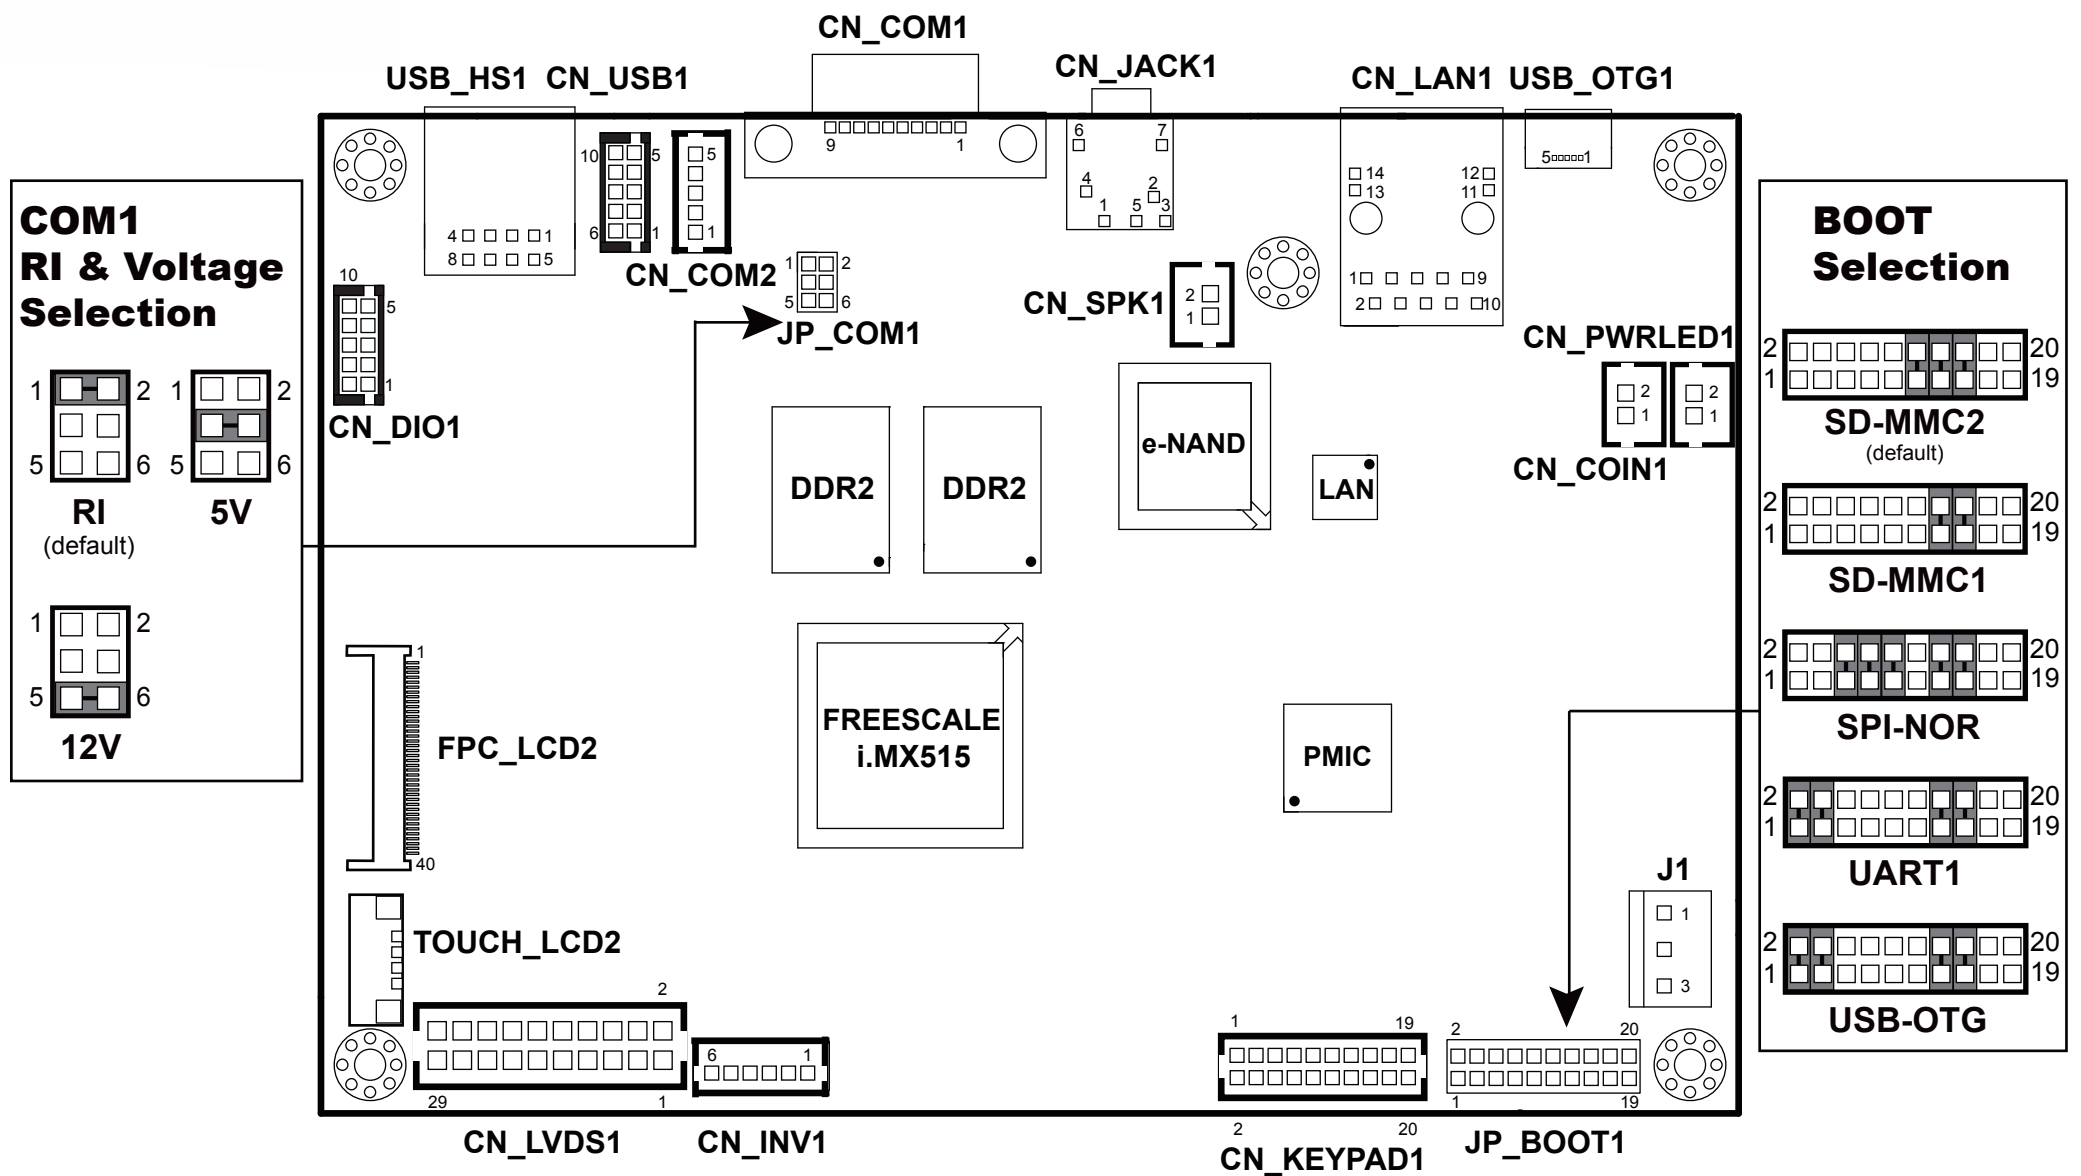 CN_COM1
USB_HS1 CN_USB1
CN_JACK1
CN_LAN1 USB_OTG1
COM1
RI & Voltage
Selection
1 2
5 6
RI
(default)
1 2
5 6
5V
1 2
5 6
12V
4 1
8 5
10 5
6 1
5
1
CN_COM2
9 1
6 7
4 2
1 5 3
14 12
13 11
1 9
2 10
5 1
10
5
1
CN_DIO1
1 2
5 6
JP_COM1
CN_SPK1
2
1
CN_PWRLED1
2
1
2
1
CN_COIN1
DDR2
DDR2
e-NAND
LAN
FREESCALE
i.MX515
PMIC
1
FPC_LCD2
40
TOUCH_LCD2
J1
1
3
2
29 1
CN_LVDS1
6 1
CN_INV1
1 19
2 20
CN_KEYPAD1
2 20
1 19
JP_BOOT1
BOOT
Selection
2 20
1 19
SD-MMC2
(default)
2 20
1 19
SD-MMC1
2 20
1 19
SPI-NOR
2 20
1 19
UART1
2 20
1 19
USB-OTG